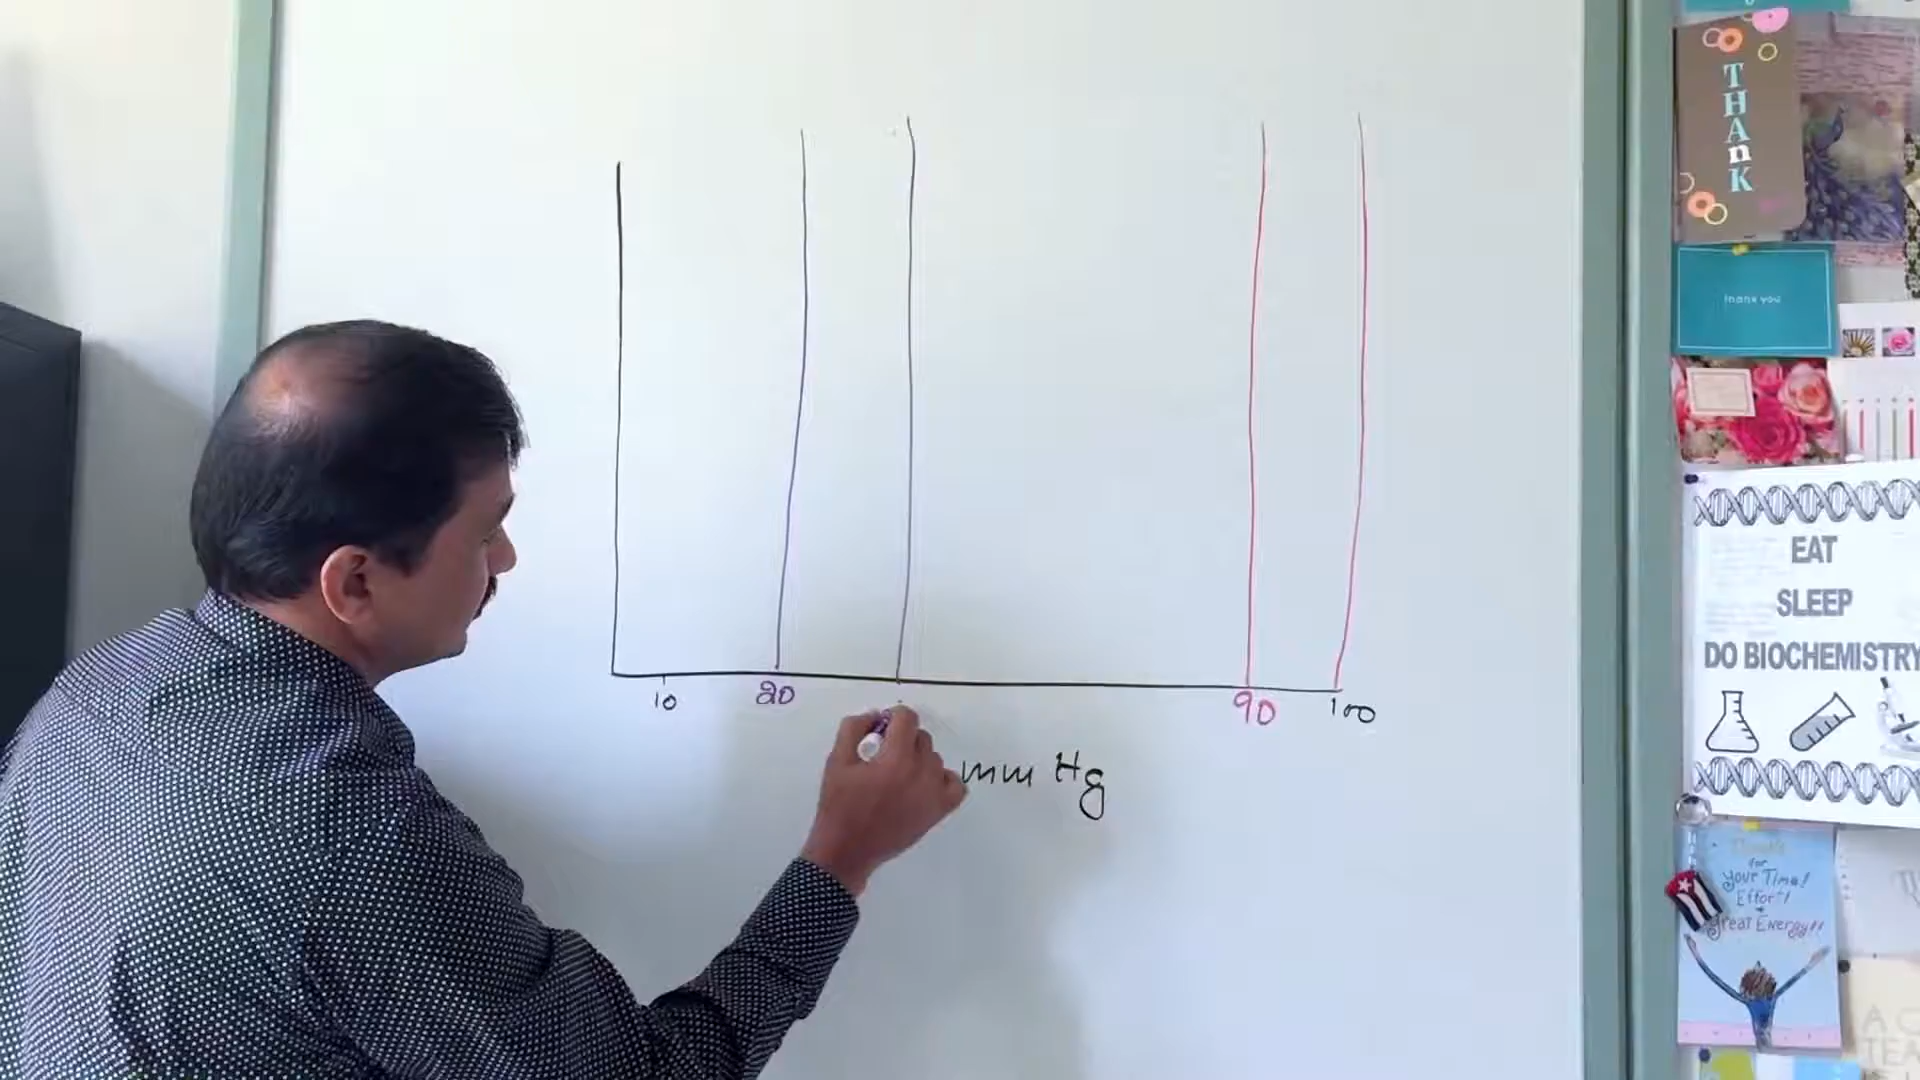 10 20 90 100
mm Hg
THAnK
thank you
EAT
SLEEP
DO BIOCHEMISTRY
for
your Time!
Effort!
+
Great Energy!!